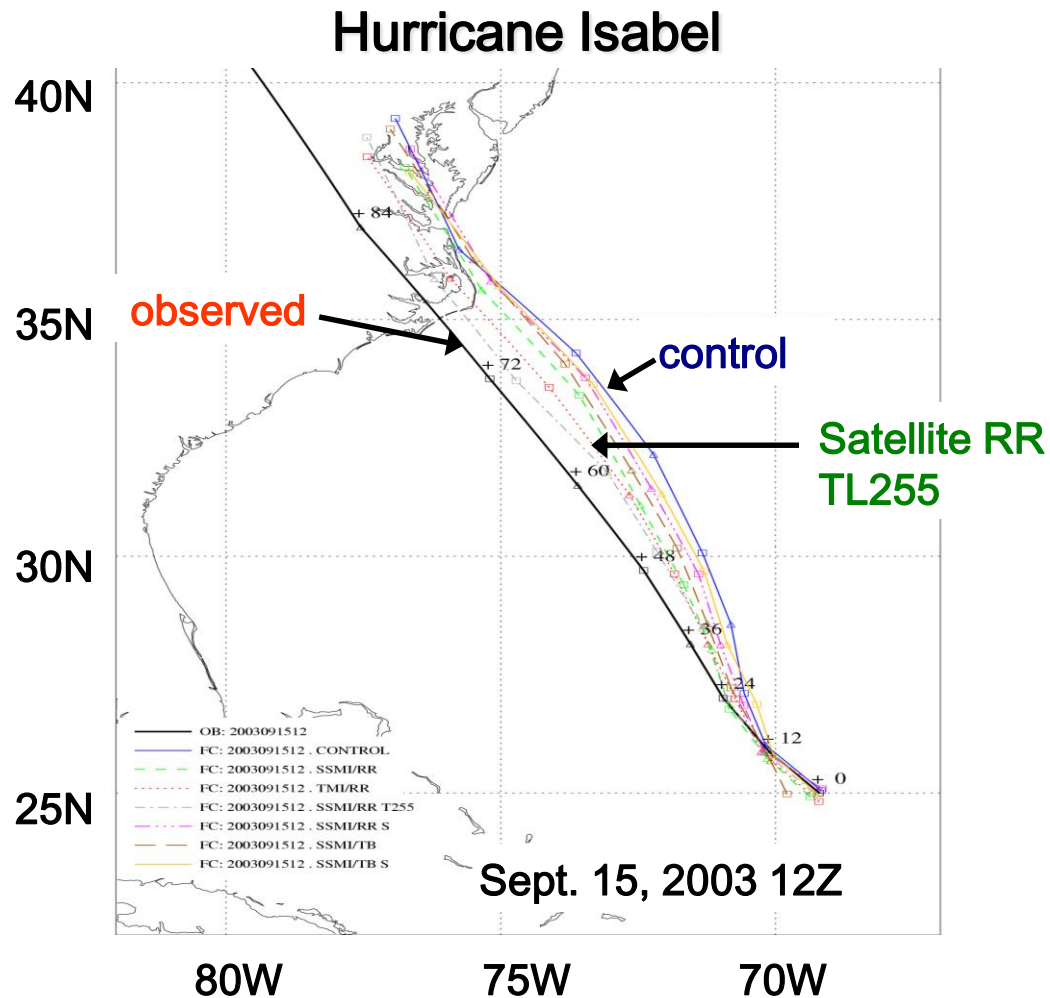 Hurricane Isabel
40N
+ 84
observed
35N
control
+ 72
Satellite RR
TL255
+ 60
30N
+ 48
+ 36
+ 24
+ 12
+ 0
OB: 2003091512
FC: 2003091512 . CONTROL
FC: 2003091512 . SSMI/RR
FC: 2003091512 . TMI/RR
FC: 2003091512 . SSMI/RR T255
FC: 2003091512 . SSMI/RR S
FC: 2003091512 . SSMI/TB
FC: 2003091512 . SSMI/TB S
25N
Sept. 15, 2003 12Z
80W 75W 70W